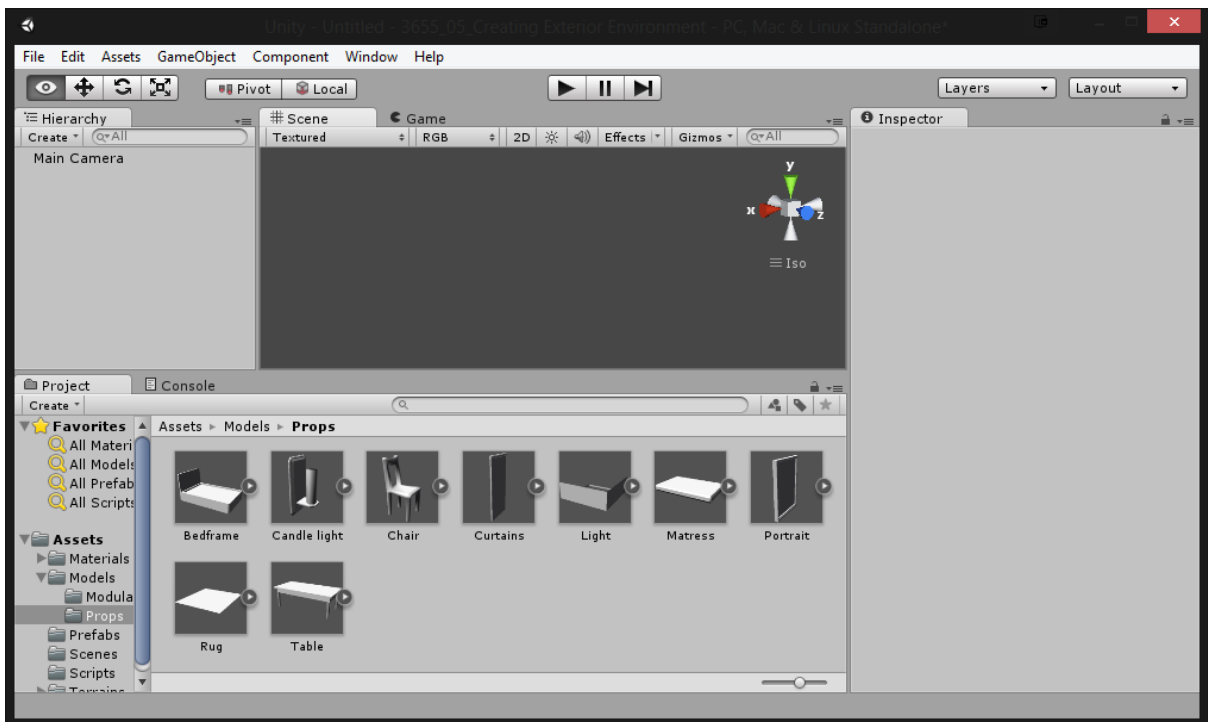 Unity - Untitled - 3655_05_Creating Exterior Environment - PC, Mac & Linux Standalone*
File Edit Assets GameObject Component Window Help
Pivot Local Layers Layout
Hierarchy
Create All
Main Camera
Scene Game
Textured RGB 2D Effects Gizmos All
y
x
z
Iso
Inspector
Project Console
Create
Favorites
All Materi
All Models
All Prefab
All Scripts
Assets
Materials
Models
Modula
Props
Prefabs
Scenes
Scripts
Terrains
Assets Models Props
Bedframe Candle light Chair Curtains Light Matress Portrait
Rug Table